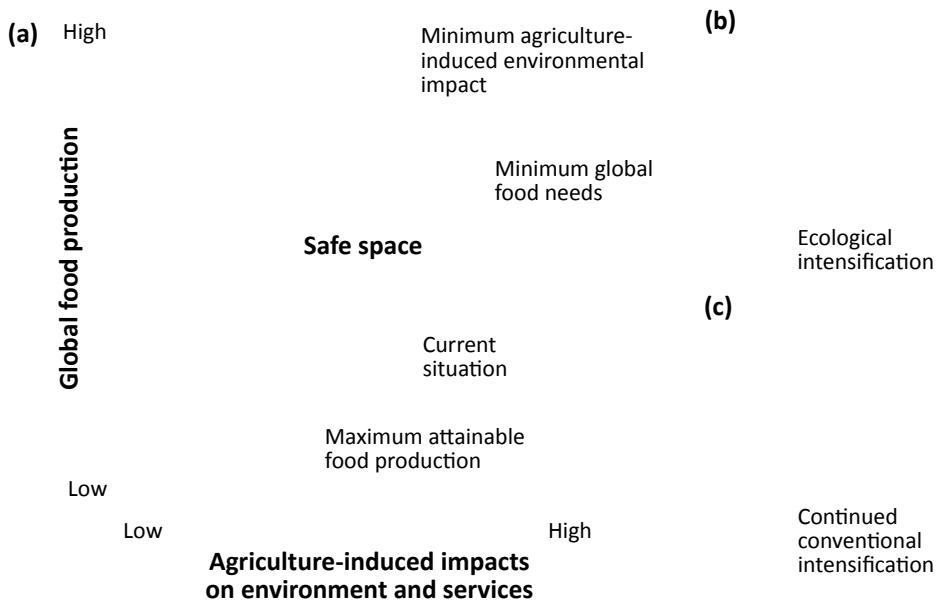 (a)
High
Global food production
Low
Low
High
Agriculture-induced impacts
on environment and services
Minimum agriculture-
induced environmental
impact
Minimum global
food needs
Safe space
Current
situation
Maximum attainable
food production
(b)
Ecological
intensification
(c)
Continued
conventional
intensification